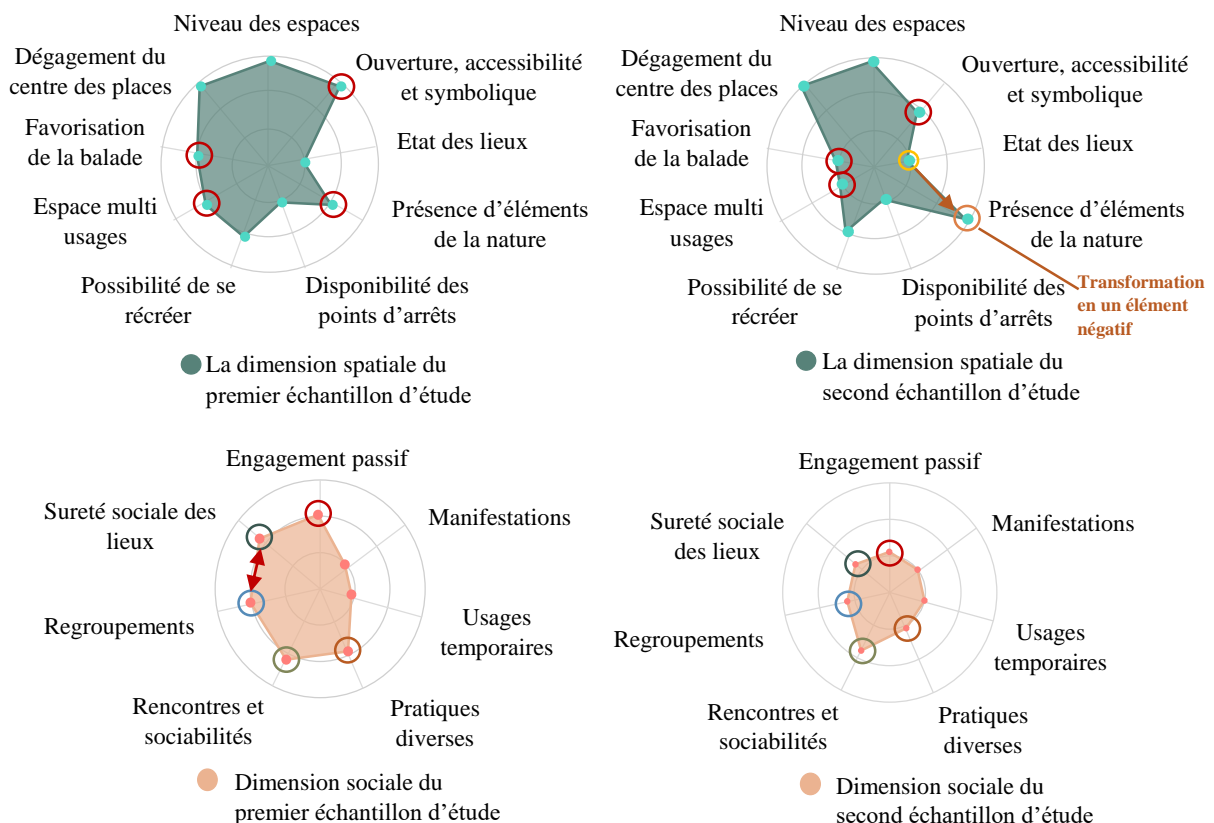 Niveau des espaces
Dégagement du
centre des places
Ouverture, accessibilité
et symbolique
Favorisation
de la balade
Etat des lieux
Espace multi
usages
Présence d’éléments
de la nature
Possibilité de se
récréer
Disponibilité des
points d’arrêts
La dimension spatiale du
premier échantillon d’étude
Niveau des espaces
Dégagement du
centre des places
Ouverture, accessibilité
et symbolique
Favorisation
de la balade
Etat des lieux
Espace multi
usages
Présence d’éléments
de la nature
Possibilité de se
récréer
Disponibilité des
points d’arrêts
Transformation
en un élément
négatif
La dimension spatiale du
second échantillon d’étude
Engagement passif
Sureté sociale des
lieux
Manifestations
Regroupements
Usages
temporaires
Rencontres et
sociabilités
Pratiques
diverses
Dimension sociale du
premier échantillon d’étude
Engagement passif
Sureté sociale
des lieux
Manifestations
Regroupements
Usages
temporaires
Rencontres et
sociabilités
Pratiques
diverses
Dimension sociale du
second échantillon d’étude